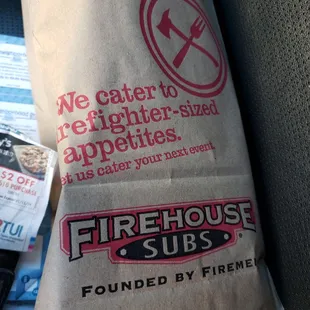 We cater to
refighter-sized
appetites.
et us cater your next event
FIREHOUSE
SUBS
FOUNDED BY FIREME
$2 OFF